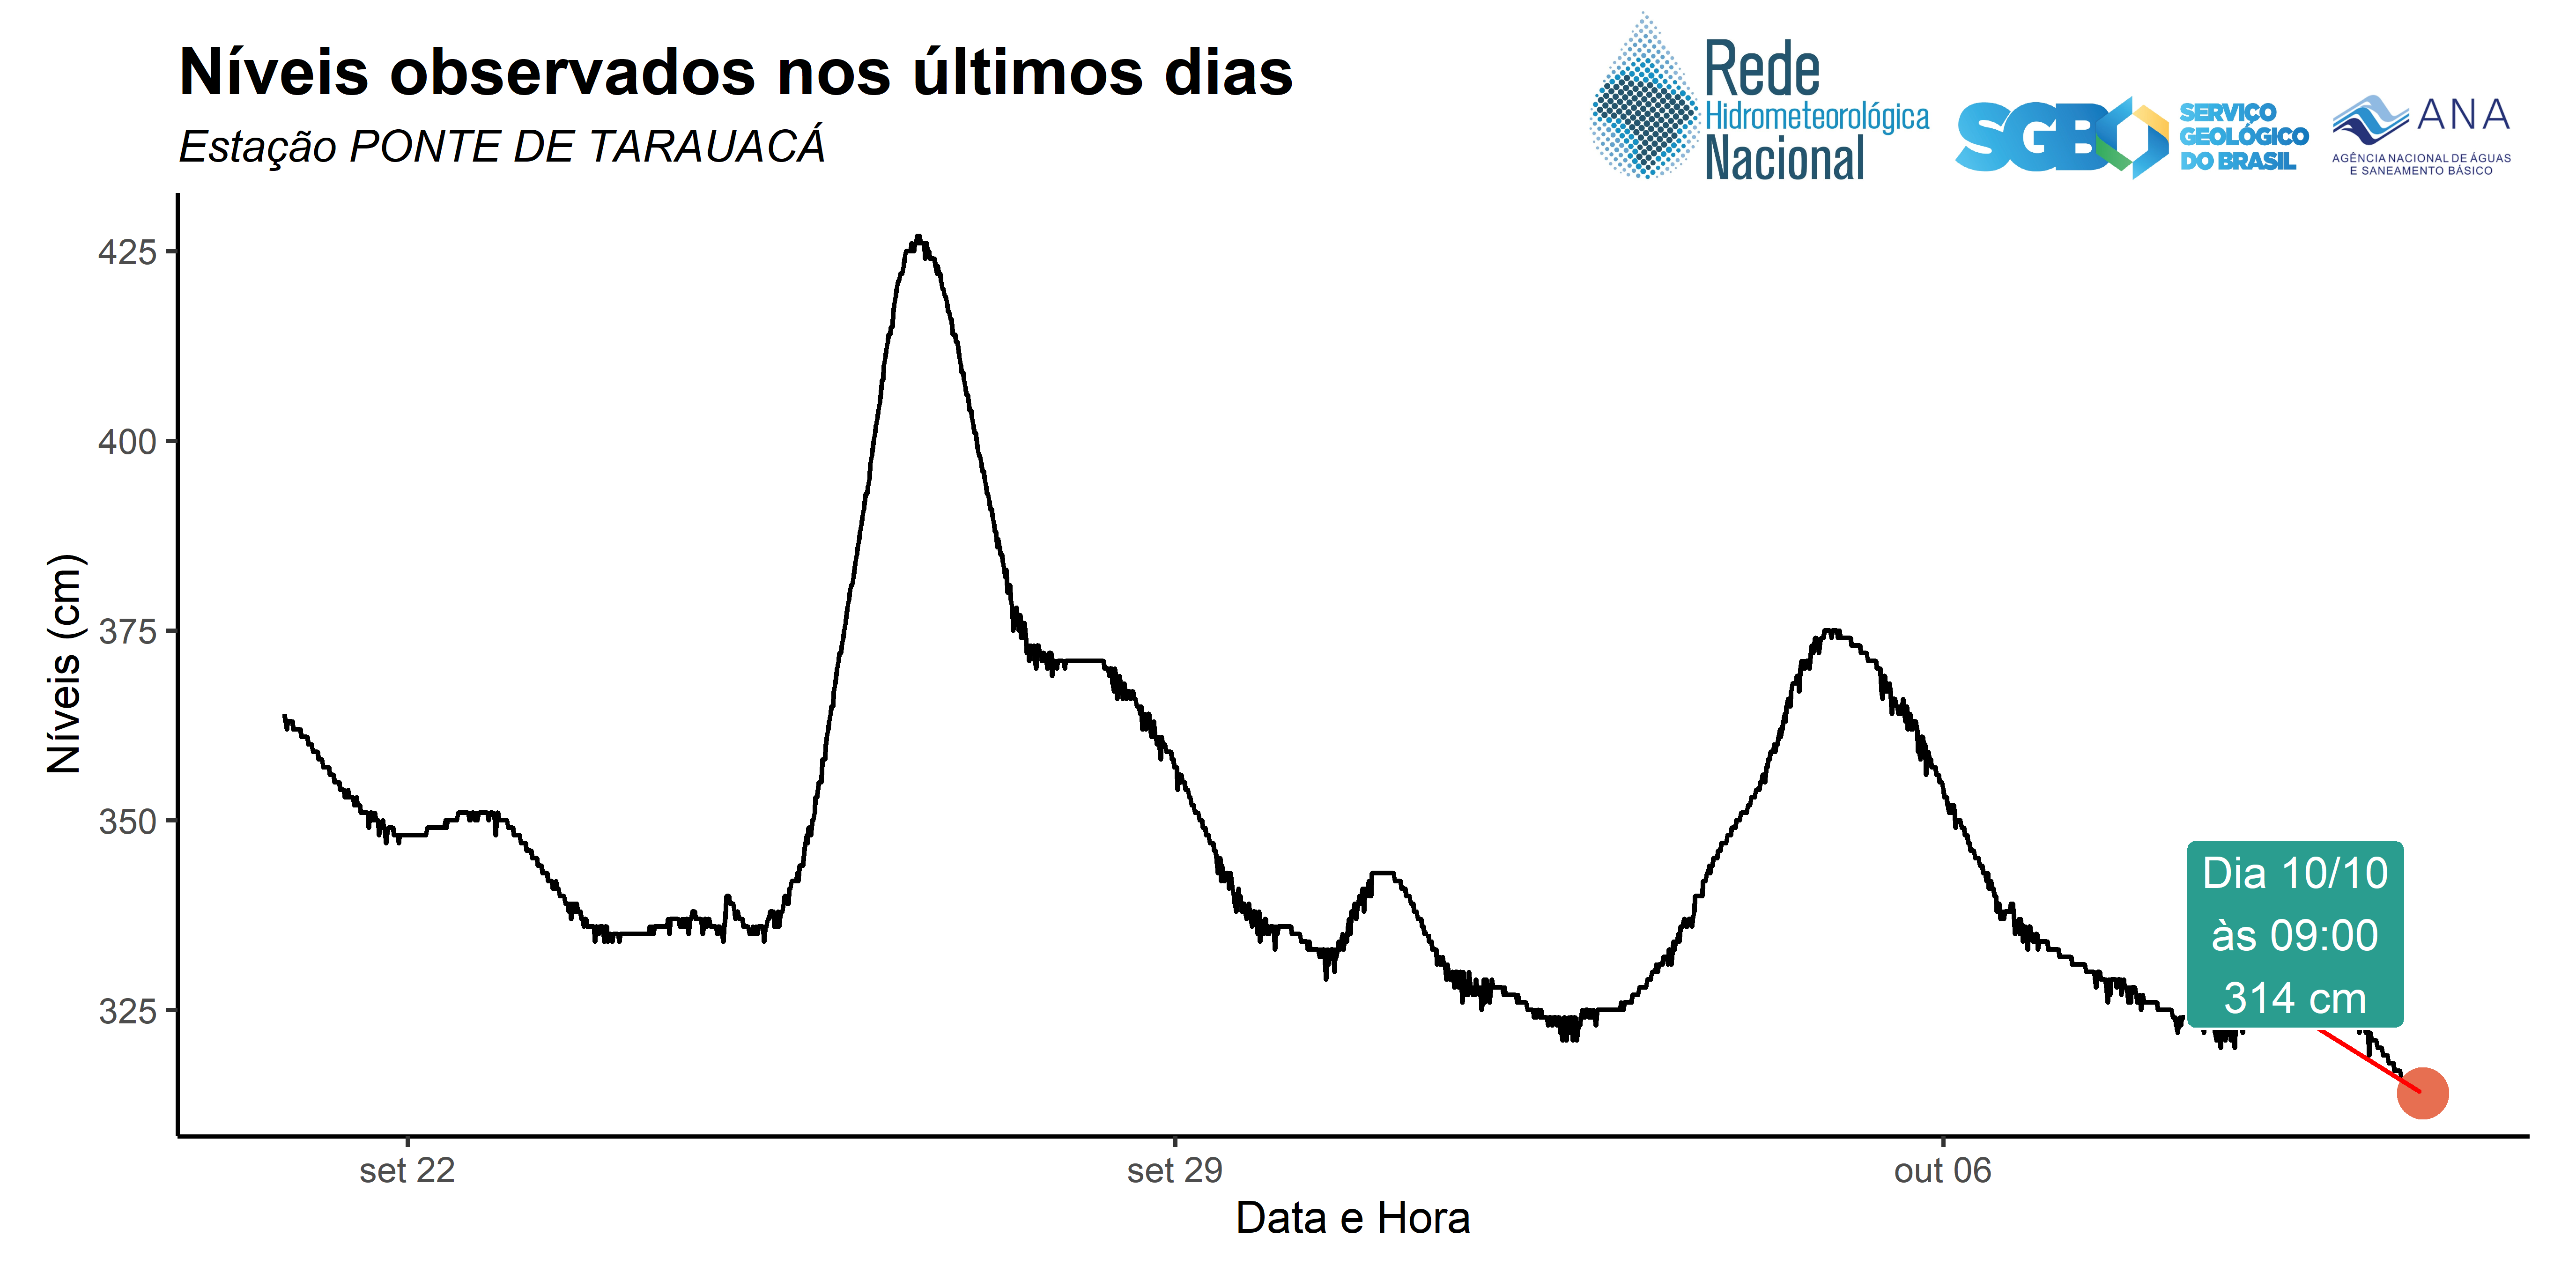 Níveis observados nos últimos dias
Estação PONTE DE TARAUACÁ
Rede
Hidrometeorológica
Nacional
SGB
SERVIÇO
GEOLÓGICO
DO BRASIL
ANA
AGÊNCIA NACIONAL DE ÁGUAS
E SANEAMENTO BÁSICO
Níveis (cm)
425
400
375
350
325
Dia 10/10
às 09:00
314 cm
set 22
set 29
out 06
Data e Hora